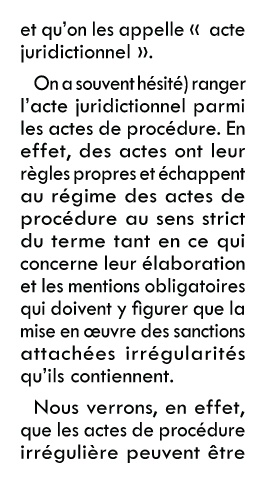 et qu’on les appelle « acte
juridictionnel ».
On a souvent hésité) ranger
l’acte juridictionnel parmi
les actes de procédure. En
effet, des actes ont leur
règles propres et échappent
au régime des actes de
procédure au sens strict
du terme tant en ce qui
concerne leur élaboration
et les mentions obligatoires
qui doivent y figurer que la
mise en œuvre des sanctions
attachées irrégularités
qu’ils contiennent.
Nous verrons, en effet,
que les actes de procédure
irrégulière peuvent être